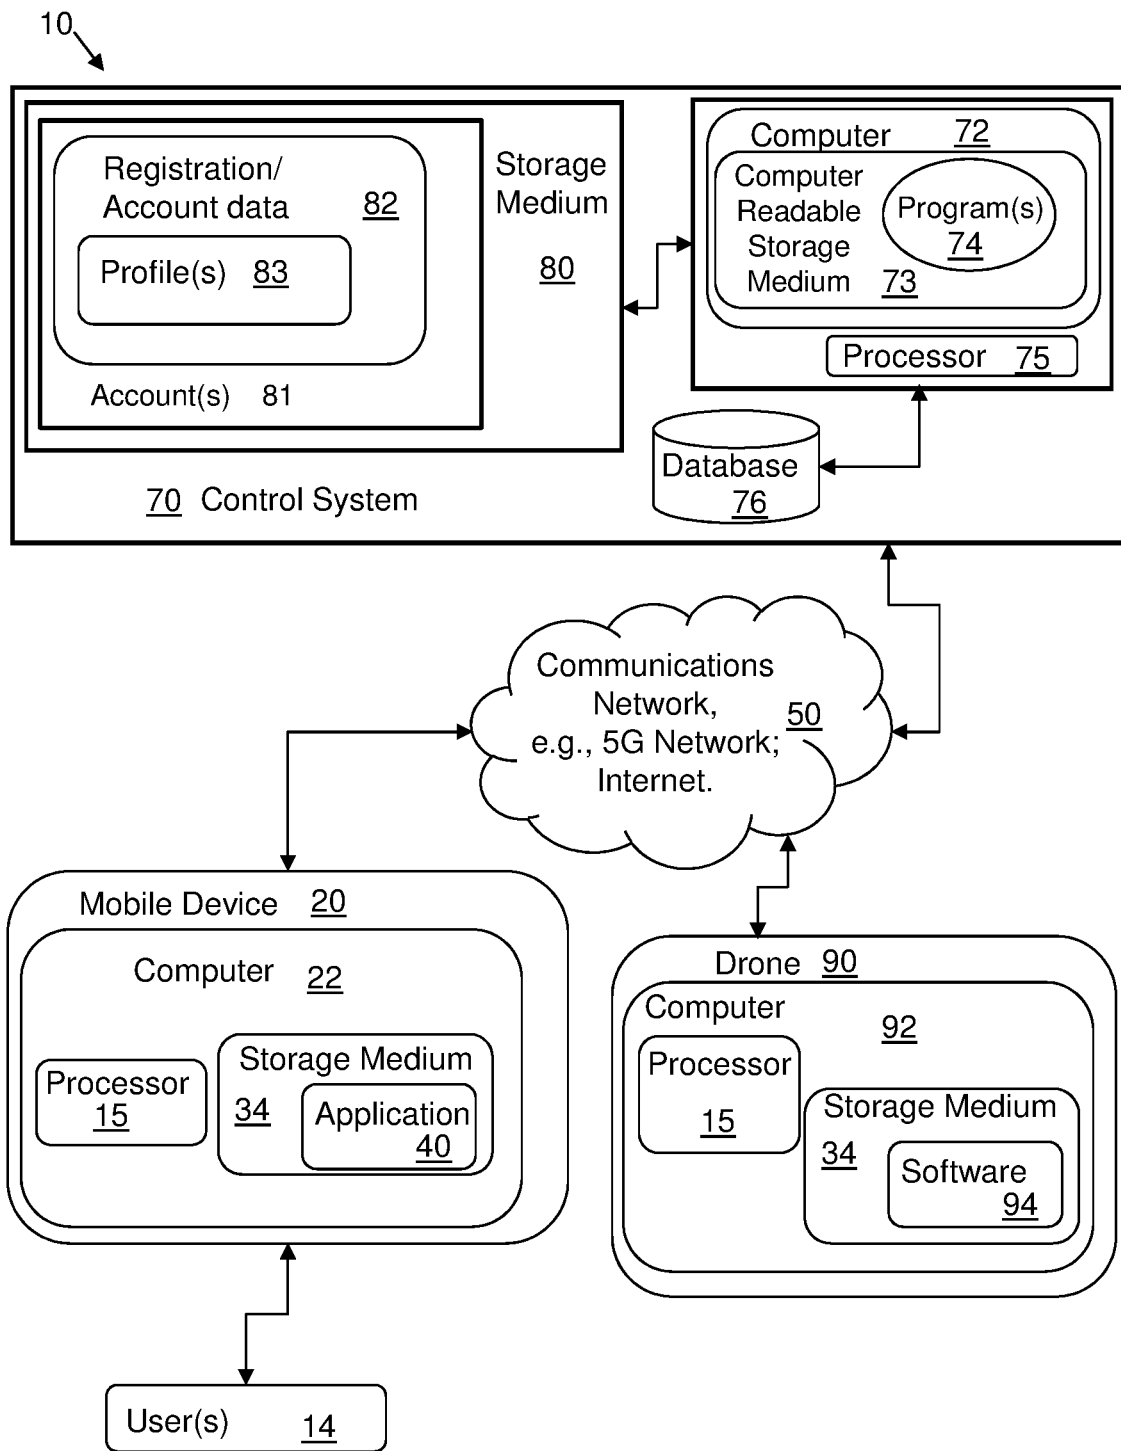 10
Registration/
Account data 82
Profile(s) 83
Account(s) 81
Storage
Medium
80
Computer 72
Computer
Readable
Storage
Medium 73
Program(s)
74
Processor 75
Database
76
70 Control System
Communications
Network,
e.g., 5G Network;
Internet.
50
Mobile Device 20
Computer 22
Processor
15
Storage Medium
34
Application
40
Drone 90
Computer
92
Processor
15
Storage Medium
34
Software
94
User(s) 14